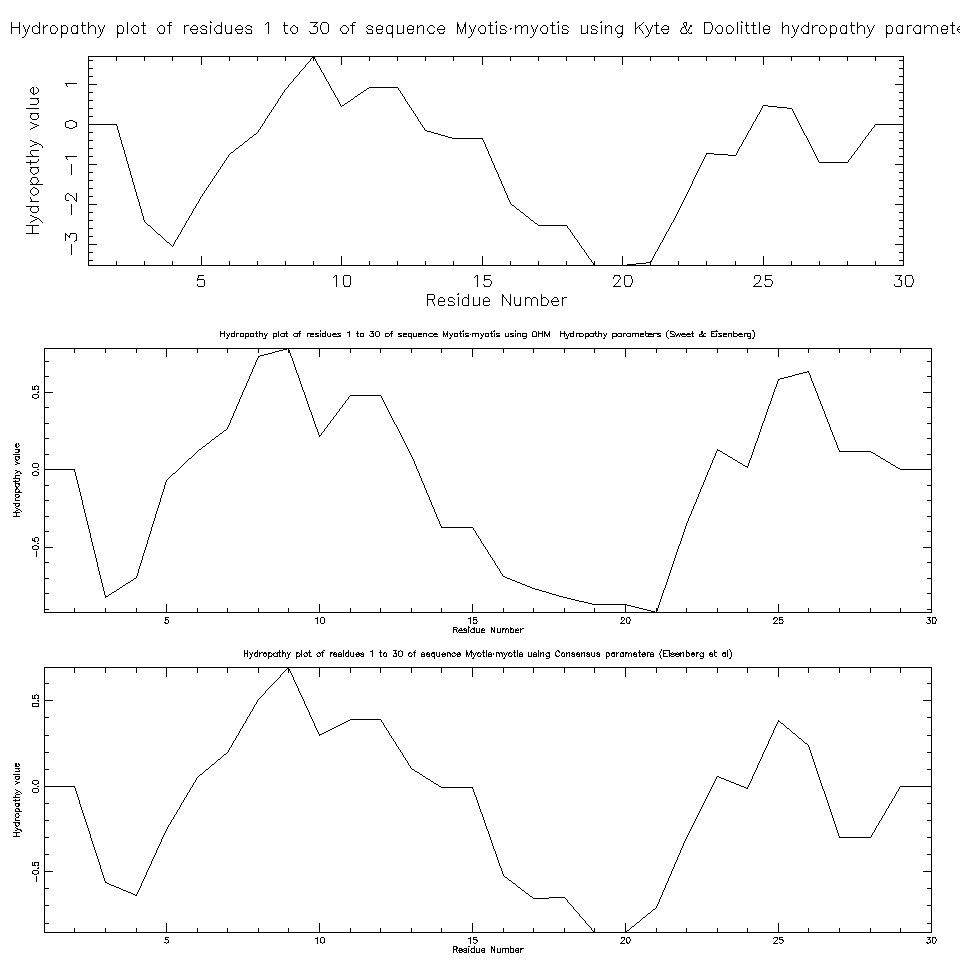 Hydropathy plot of residues 1 to 30 of sequence Myotis·myotis using Kyte & Doolittle hydropathy paramete
Hydropathy value
1
0
−1
−2
−3
5 10 15 20 25 30
Residue Number
Hydropathy plot of residues 1 to 30 of sequence Myotis·myotis using OHM Hydropathy parameters (Sweet & Eisenberg)
Hydropathy value
0.5
0.0
−0.5
5 10 15 20 25 30
Residue Number
Hydropathy plot of residues 1 to 30 of sequence Myotis·myotis using Consensus parameters (Eisenberg et al)
Hydropathy value
0.5
0.0
−0.5
5 10 15 20 25 30
Residue Number